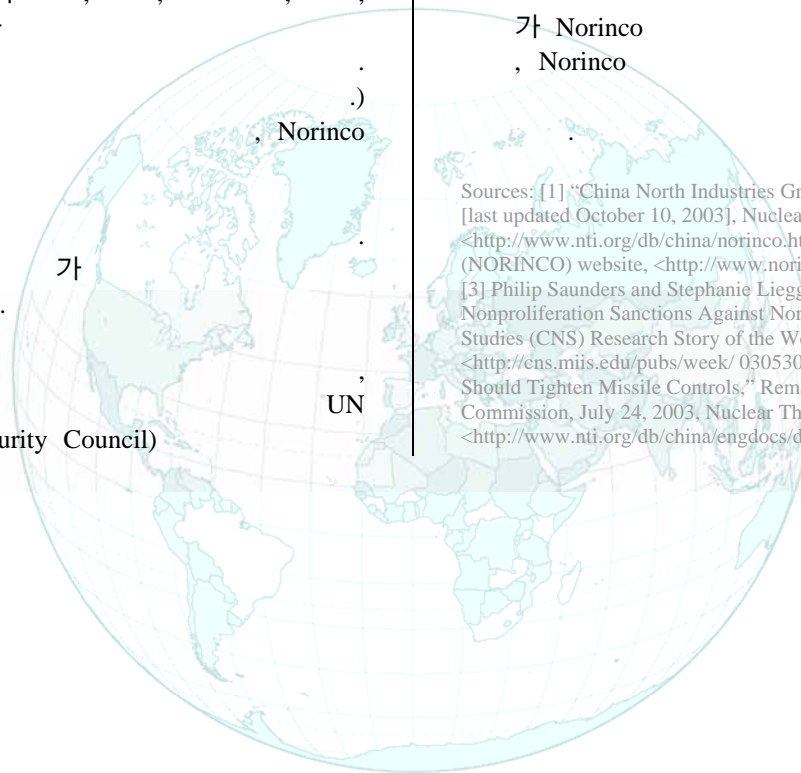 .
.)
, Norinco
.
가
.
,
UN
urity Council)
가 Norinco
, Norinco
.
Sources: [1] “China North Industries Gr
[last updated October 10, 2003], Nuclea
<http://www.nti.org/db/china/norinco.ht
(NORINCO) website, <http://www.nori
[3] Philip Saunders and Stephanie Liegg
Nonproliferation Sanctions Against Nor
Studies (CNS) Research Story of the We
<http://cns.miis.edu/pubs/week/ 030530
Should Tighten Missile Controls,” Rem
Commission, July 24, 2003, Nuclear Th
<http://www.nti.org/db/china/engdocs/d